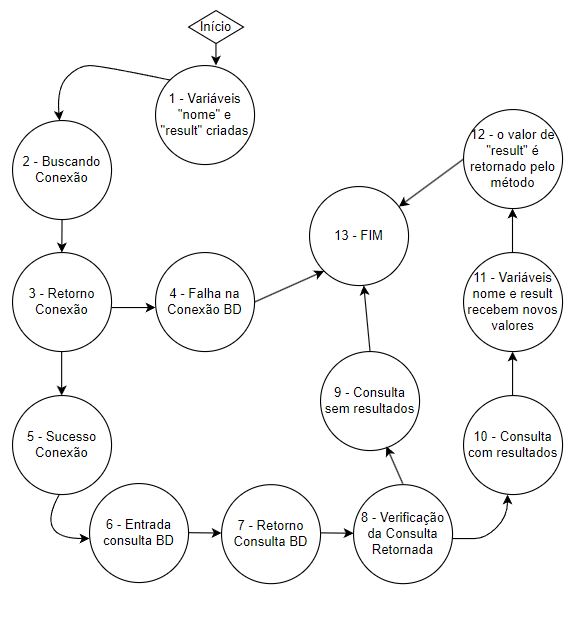 Início
1 - Variáveis
"nome" e
"result" criadas
2 - Buscando
Conexão
3 - Retorno
Conexão
4 - Falha na
Conexão BD
5 - Sucesso
Conexão
6 - Entrada
consulta BD
7 - Retorno
Consulta BD
8 - Verificação
da Consulta
Retornada
9 - Consulta
sem resultados
10 - Consulta
com resultados
11 - Variáveis
nome e result
recebem novos
valores
12 - o valor de
"result" é
retornado pelo
método
13 - FIM